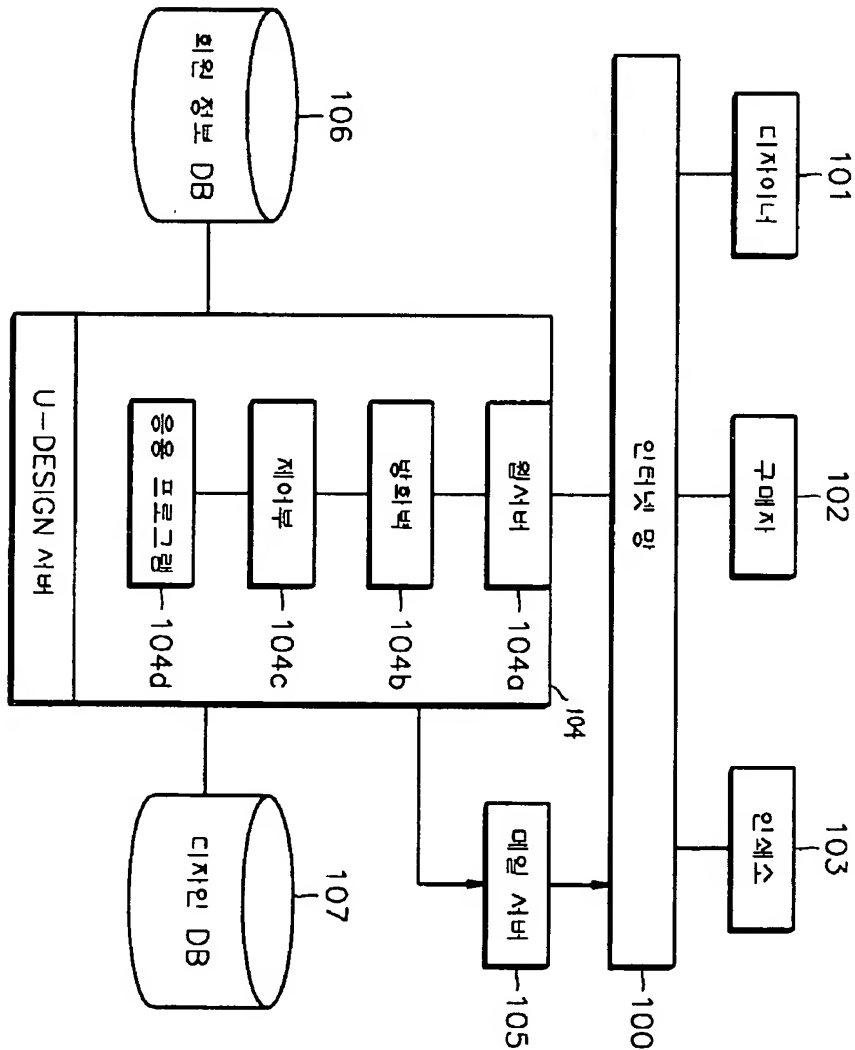 101
디자이너
102
구매자
103
인쇄소
인터넷 망
100
웹서버
104a
방화벽
104b
제어부
104c
응용 프로그램
104d
U-DESIGN 서버
104
메일 서버
105
106
회원 정보 DB
107
디자인 DB